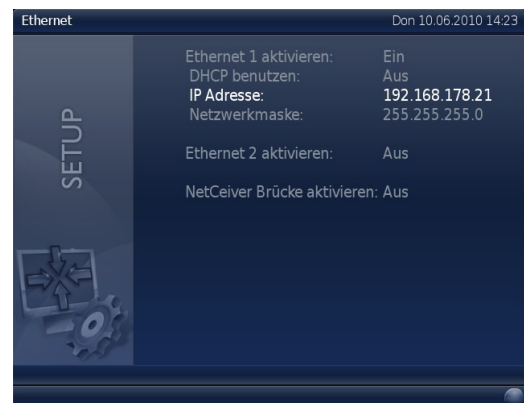 Ethernet Don 10.06.2010 14:23
SETUP
Ethernet 1 aktivieren: Ein
DHCP benutzen: Aus
IP Adresse: 192.168.178.21
Netzwerkmaske: 255.255.255.0
Ethernet 2 aktivieren: Aus
NetCeiver Brücke aktivieren: Aus